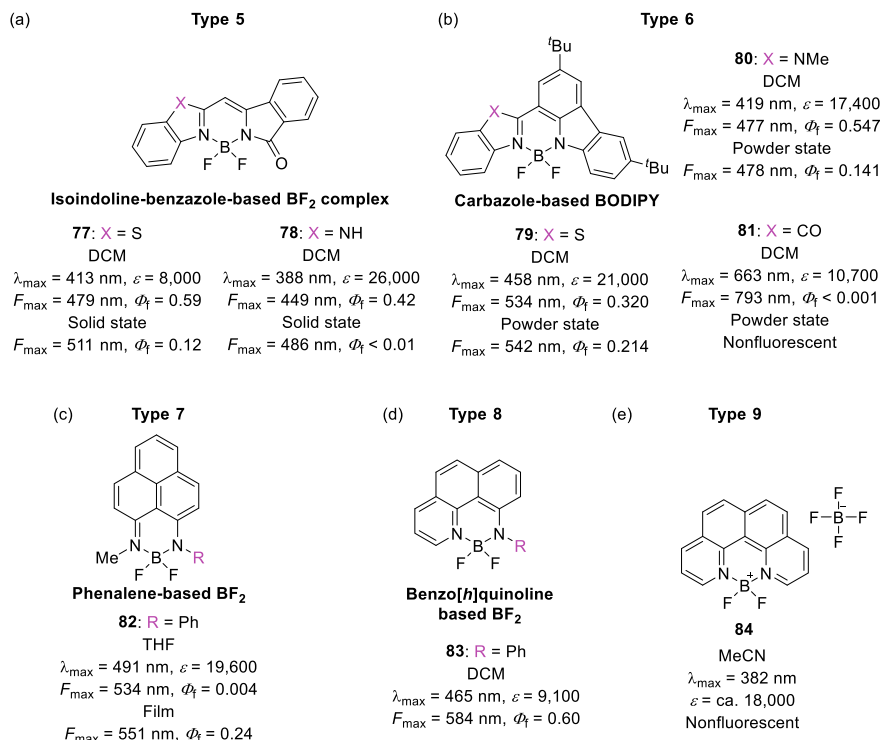 (a)
Type 5
X
N
N
B
F
F
O
Isoindoline-benzazole-based BF₂ complex
77: X = S
DCM
λmax = 413 nm, ε = 8,000
Fmax = 479 nm, Φf = 0.59
Solid state
Fmax = 511 nm, Φf = 0.12
78: X = NH
DCM
λmax = 388 nm, ε = 26,000
Fmax = 449 nm, Φf = 0.42
Solid state
Fmax = 486 nm, Φf < 0.01
(b)
Type 6
ᵗBu
X
N
N
B
F
F
ᵗBu
Carbazole-based BODIPY
79: X = S
DCM
λmax = 458 nm, ε = 21,000
Fmax = 534 nm, Φf = 0.320
Powder state
Fmax = 542 nm, Φf = 0.214
80: X = NMe
DCM
λmax = 419 nm, ε = 17,400
Fmax = 477 nm, Φf = 0.547
Powder state
Fmax = 478 nm, Φf = 0.141
81: X = CO
DCM
λmax = 663 nm, ε = 10,700
Fmax = 793 nm, Φf < 0.001
Powder state
Nonfluorescent
(c)
Type 7
Me
N
N
B
R
F
F
Phenalene-based BF₂
82: R = Ph
THF
λmax = 491 nm, ε = 19,600
Fmax = 534 nm, Φf = 0.004
Film
Fmax = 551 nm, Φf = 0.24
(d)
Type 8
N
N
B
R
F
F
Benzo[h]quinoline
based BF₂
83: R = Ph
DCM
λmax = 465 nm, ε = 9,100
Fmax = 584 nm, Φf = 0.60
(e)
Type 9
F
F
B
−
F
F
N
N
B
+
F
F
84
MeCN
λmax = 382 nm
ε = ca. 18,000
Nonfluorescent